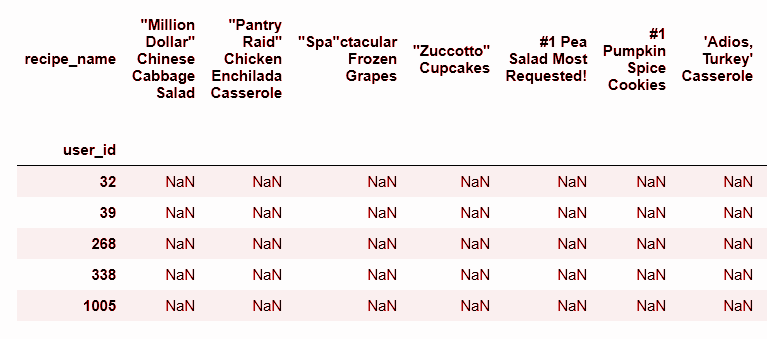 recipe_name "Million Dollar" Chinese Cabbage Salad "Pantry Raid" Chicken Enchilada Casserole "Spa"ctacular Frozen Grapes "Zuccotto" Cupcakes #1 Pea Salad Most Requested! #1 Pumpkin Spice Cookies 'Adios, Turkey' Casserole
user_id
32 NaN NaN NaN NaN NaN NaN NaN
39 NaN NaN NaN NaN NaN NaN NaN
268 NaN NaN NaN NaN NaN NaN NaN
338 NaN NaN NaN NaN NaN NaN NaN
1005 NaN NaN NaN NaN NaN NaN NaN